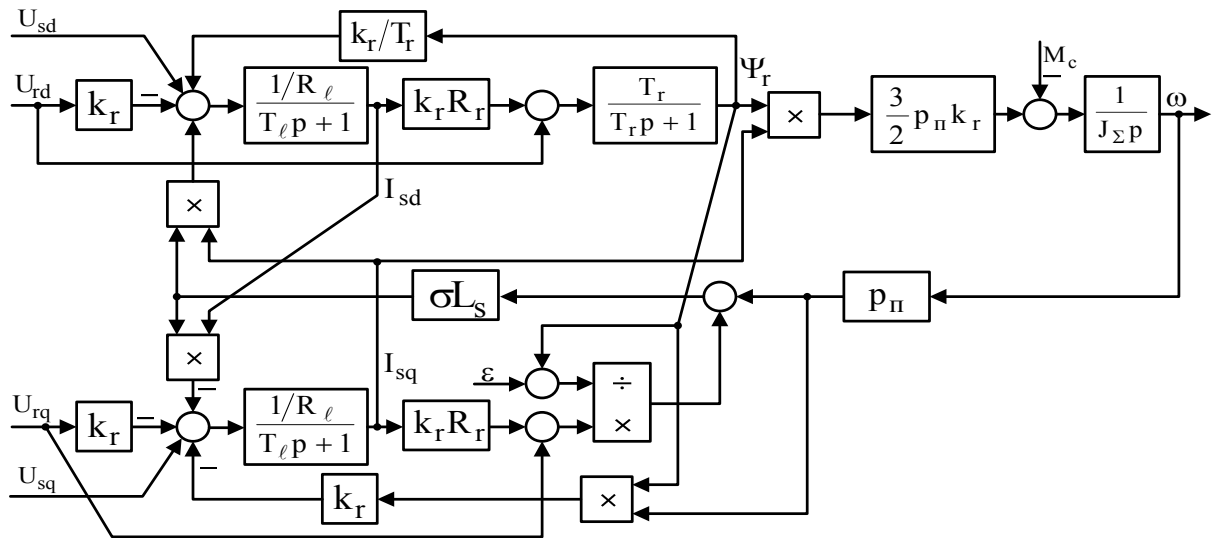 U_sd
k_r/T_r
U_rd
k_r
−
1/R_ℓ
T_ℓ p + 1
k_r R_r
T_r
T_r p + 1
Ψ_r
×
3
2
p_п k_r
M_c
−
1
J_Σ p
ω
×
I_sd
σL_s
p_п
×
I_sq
ε
÷
×
−
U_rq
k_r
−
1/R_ℓ
T_ℓ p + 1
k_r R_r
U_sq
−
k_r
×